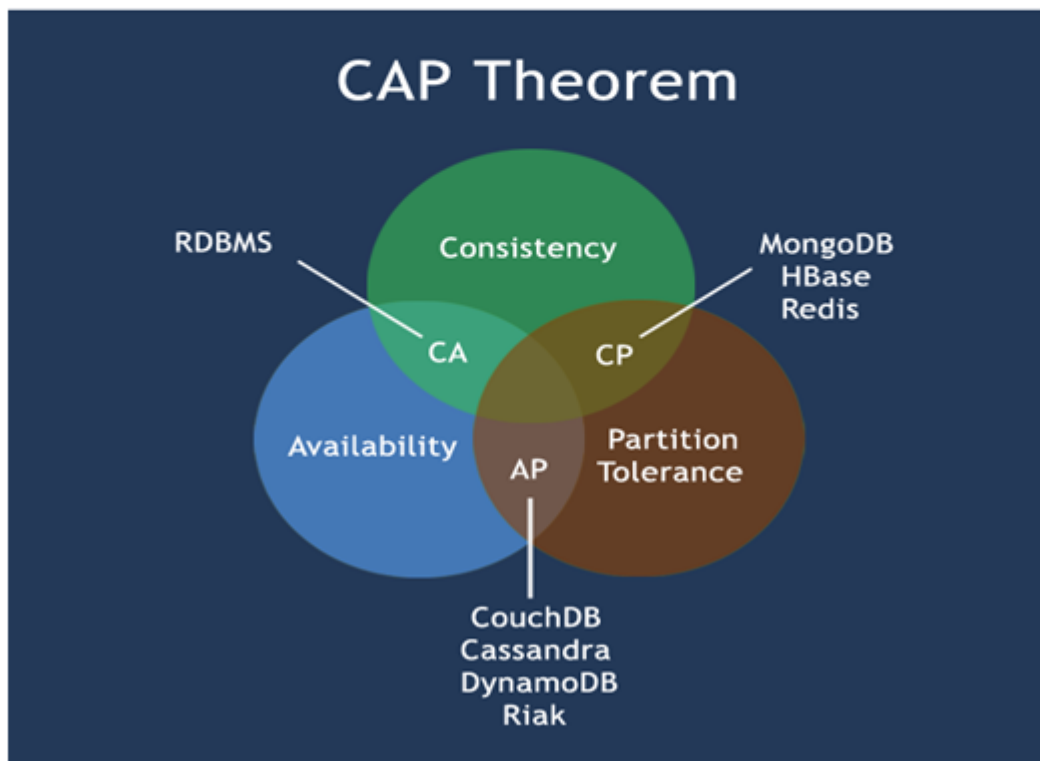 CAP Theorem
RDBMS
Consistency
MongoDB
HBase
Redis
CA
CP
Availability
Partition
Tolerance
AP
CouchDB
Cassandra
DynamoDB
Riak